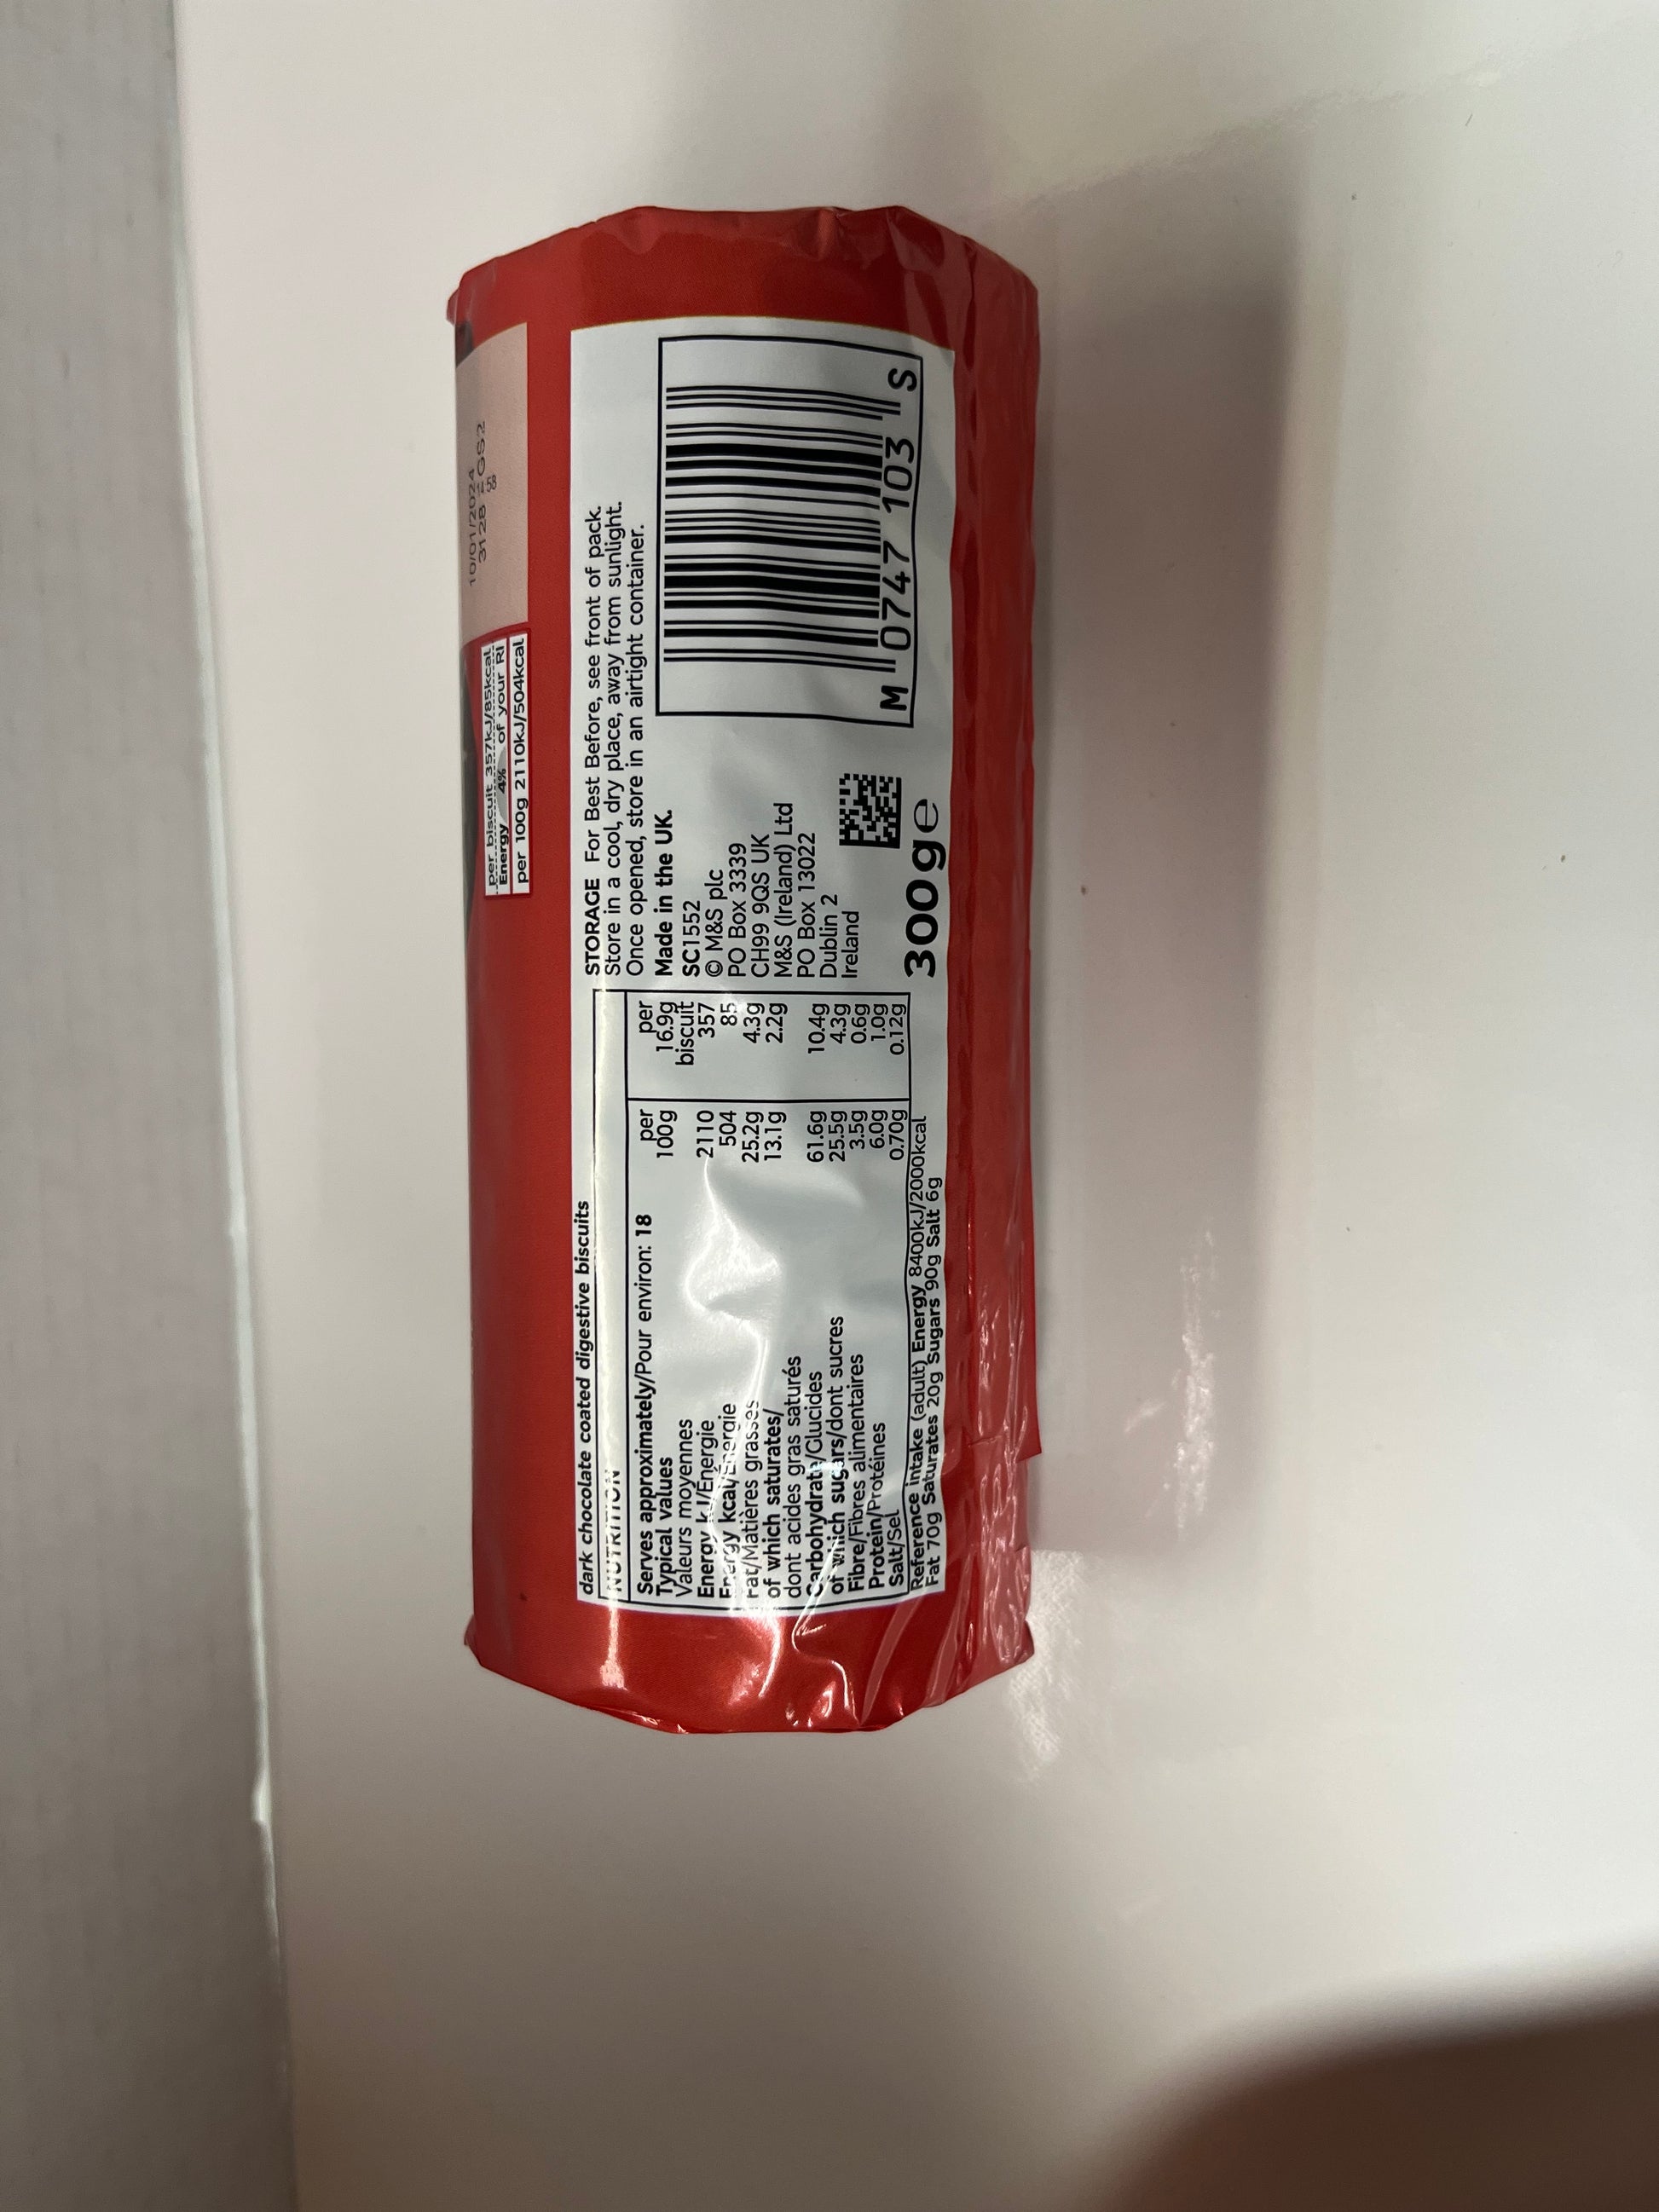 10/01/2024
3128 2 GS2
58
per biscuit 357kJ/85kcal
Energy 4% of your RI
per 100g 2110kJ/504kcal
dark chocolate coated digestive biscuits
NUTRITION
Serves approximately/Pour environ: 18
Typical values per per
Valeurs moyennes 100g 16.9g
biscuit
Energy kJ/Énergie 2110 357
Energy kcal/Énergie 504 85
Fat/Matières grasses 25.2g 4.3g
of which saturates/ 13.1g 2.2g
dont acides gras saturés
Carbohydrate/Glucides 61.6g 10.4g
of which sugars/dont sucres 25.5g 4.3g
Fibre/Fibres alimentaires 3.5g 0.6g
Protein/Protéines 6.0g 1.0g
Salt/Sel 0.70g 0.12g
Reference intake (adult) Energy 8400kJ/2000kcal
Fat 70g Saturates 20g Sugars 90g Salt 6g
STORAGE For Best Before, see front of pack.
Store in a cool, dry place, away from sunlight.
Once opened, store in an airtight container.
Made in the UK.
SC1552
© M&S plc
PO Box 3339
CH99 9QS UK
M&S (Ireland) Ltd
PO Box 13022
Dublin 2
Ireland
300g e
M 0747 103 S